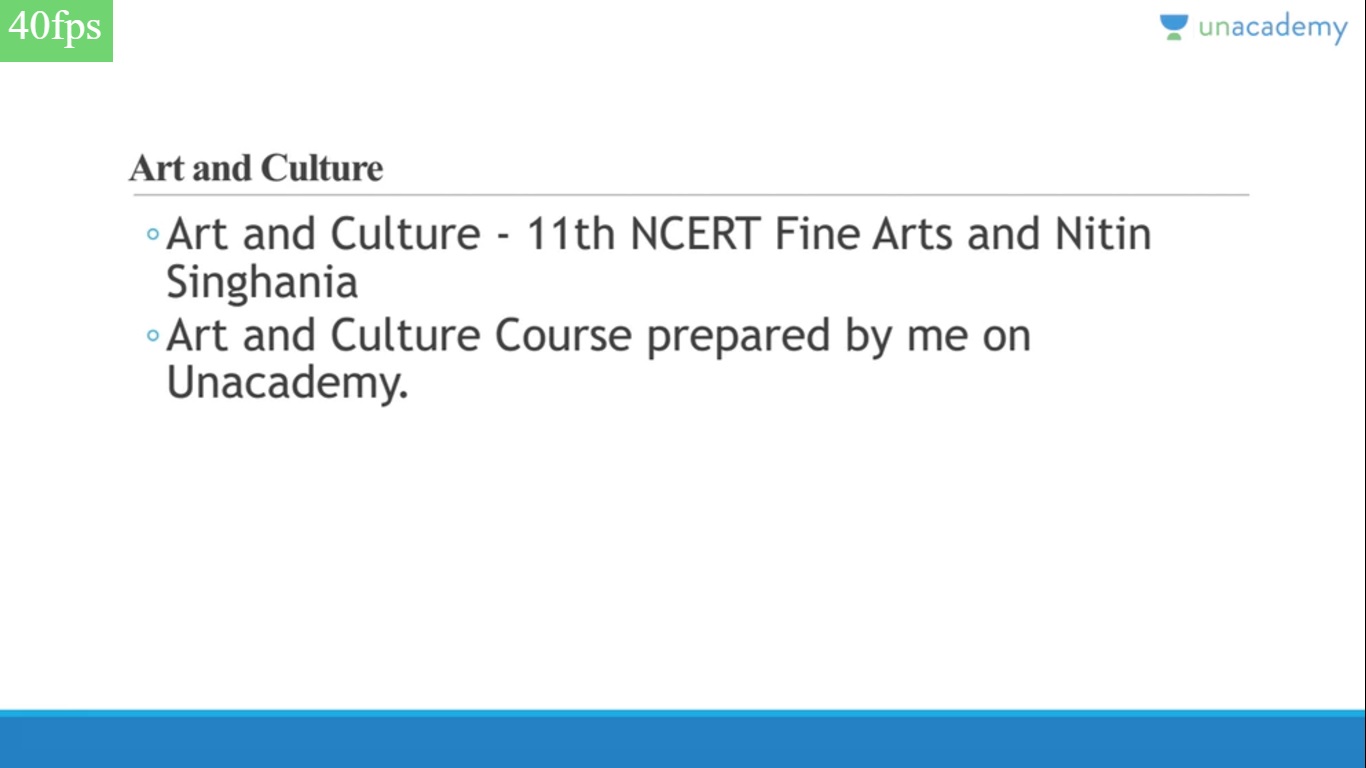 40fps
unacademy
Art and Culture
Art and Culture - 11th NCERT Fine Arts and Nitin
Singhania
Art and Culture Course prepared by me on
Unacademy.